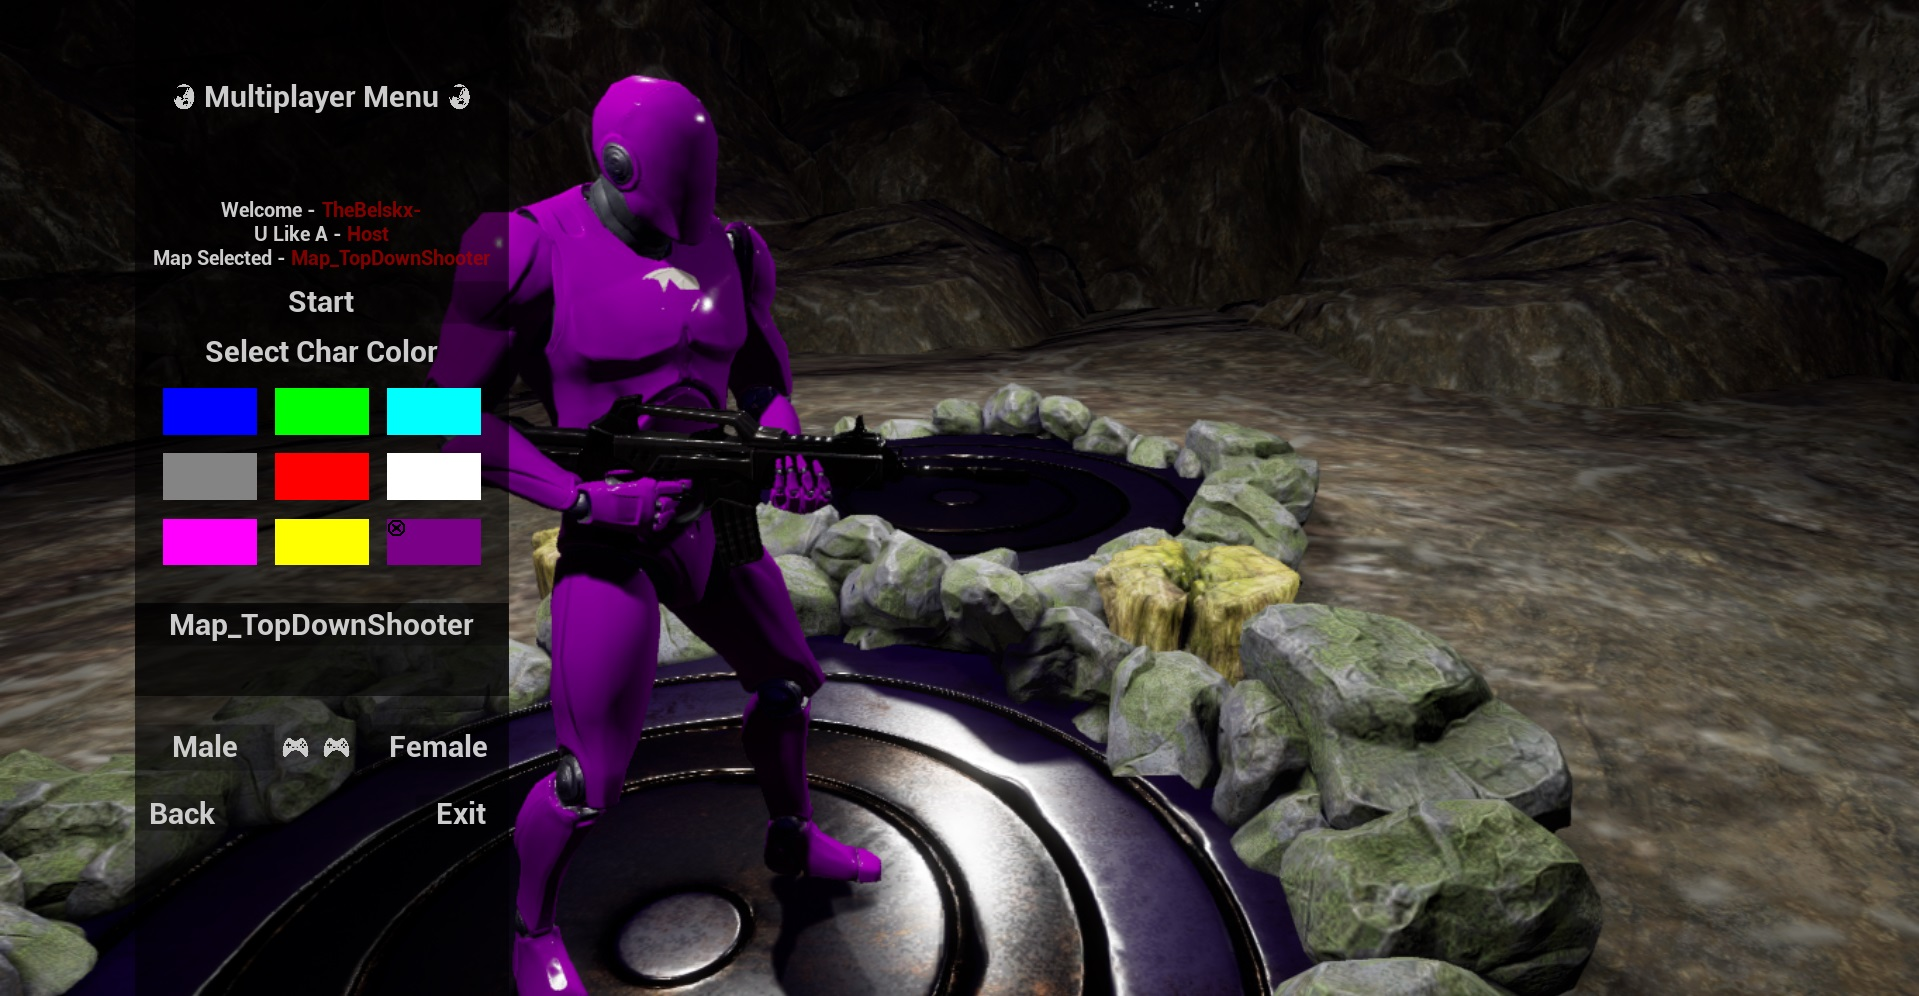 Multiplayer Menu
Welcome - TheBelskx-
U Like A - Host
Map Selected - Map_TopDownShooter
Start
Select Char Color
Map_TopDownShooter
Male Female
Back Exit